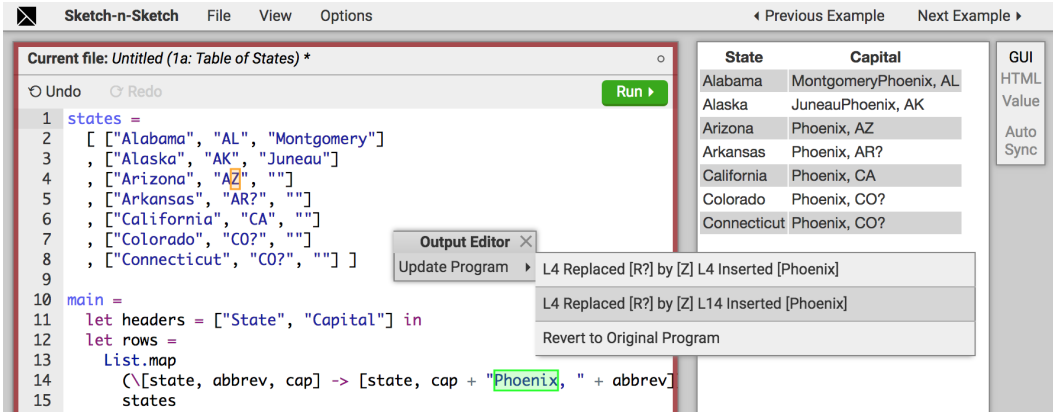 Sketch-n-Sketch File View Options Previous Example Next Example
Current file: Untitled (1a: Table of States) *
Undo Redo Run
1 states =
2 [ ["Alabama", "AL", "Montgomery"]
3 , ["Alaska", "AK", "Juneau"]
4 , ["Arizona", "AZ", ""]
5 , ["Arkansas", "AR?", ""]
6 , ["California", "CA", ""]
7 , ["Colorado", "CO?", ""]
8 , ["Connecticut", "CO?", ""] ]
9
10 main =
11 let headers = ["State", "Capital"] in
12 let rows =
13 List.map
14 (\[state, abbrev, cap] -> [state, cap + "Phoenix, " + abbrev]
15 states
Output Editor
Update Program
L4 Replaced [R?] by [Z] L4 Inserted [Phoenix]
L4 Replaced [R?] by [Z] L14 Inserted [Phoenix]
Revert to Original Program
State Capital
Alabama MontgomeryPhoenix, AL
Alaska JuneauPhoenix, AK
Arizona Phoenix, AZ
Arkansas Phoenix, AR?
California Phoenix, CA
Colorado Phoenix, CO?
Connecticut Phoenix, CO?
GUI
HTML
Value
Auto
Sync